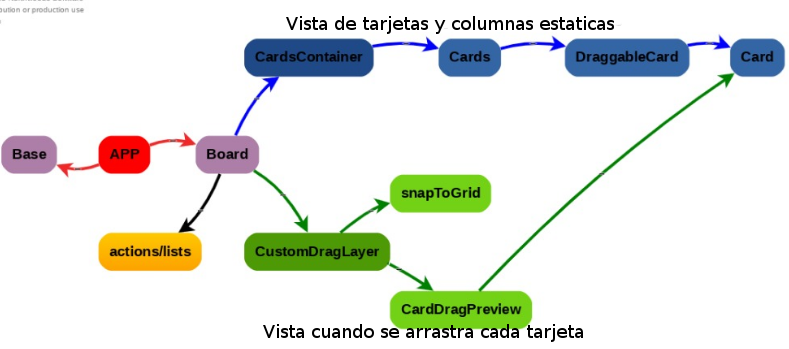 bution or production use
Vista de tarjetas y columnas estaticas
CardsContainer
Cards
DraggableCard
Card
Base
APP
Board
snapToGrid
actions/lists
CustomDragLayer
CardDragPreview
Vista cuando se arrastra cada tarjeta